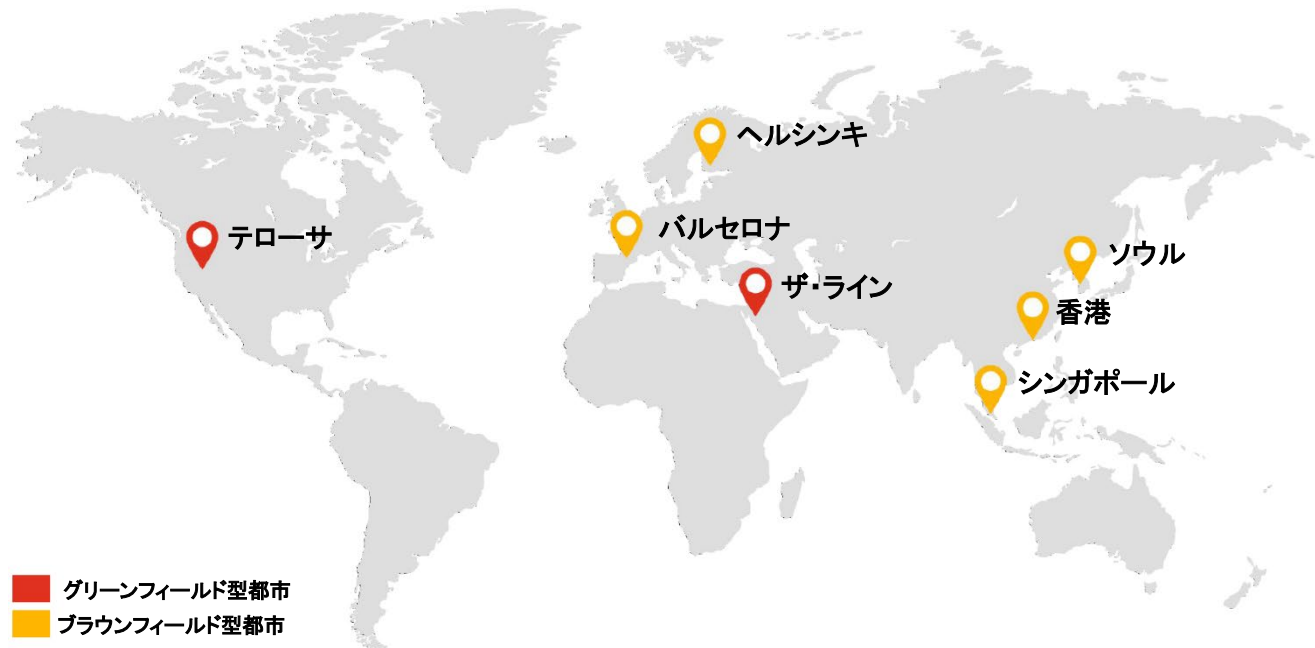 ヘルシンキ
テローサ
バルセロナ
ソウル
ザ・ライン
香港
シンガポール
グリーンフィールド型都市
ブラウンフィールド型都市